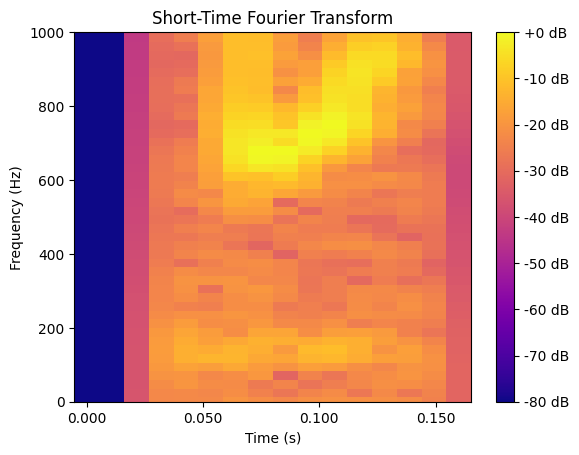 Short-Time Fourier Transform
1000
800
600
400
200
0
Frequency (Hz)
0.000
0.050
0.100
0.150
Time (s)
+0 dB
-10 dB
-20 dB
-30 dB
-40 dB
-50 dB
-60 dB
-70 dB
-80 dB